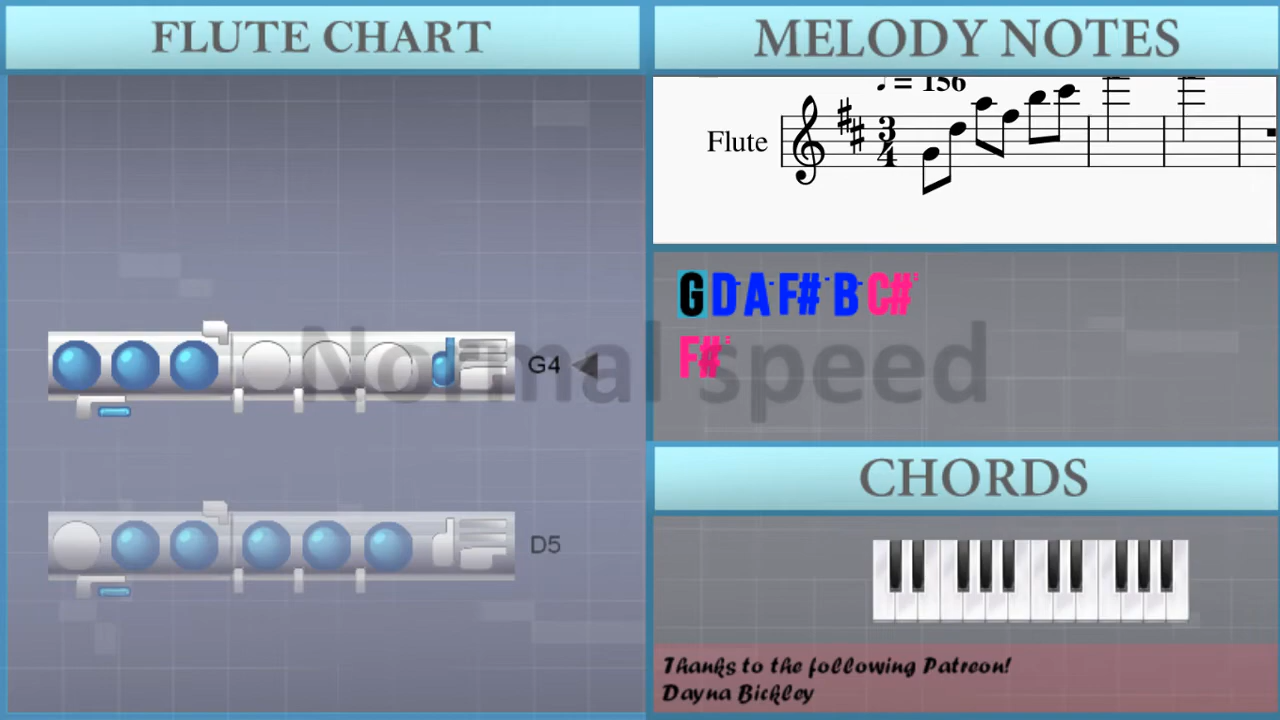 FLUTE CHART
MELODY NOTES
♩ = 156
Flute
3
4
G D A F# B C#
F#
Normal speed
G4
D5
CHORDS
Thanks to the following Patreon!
Dayna Bickley